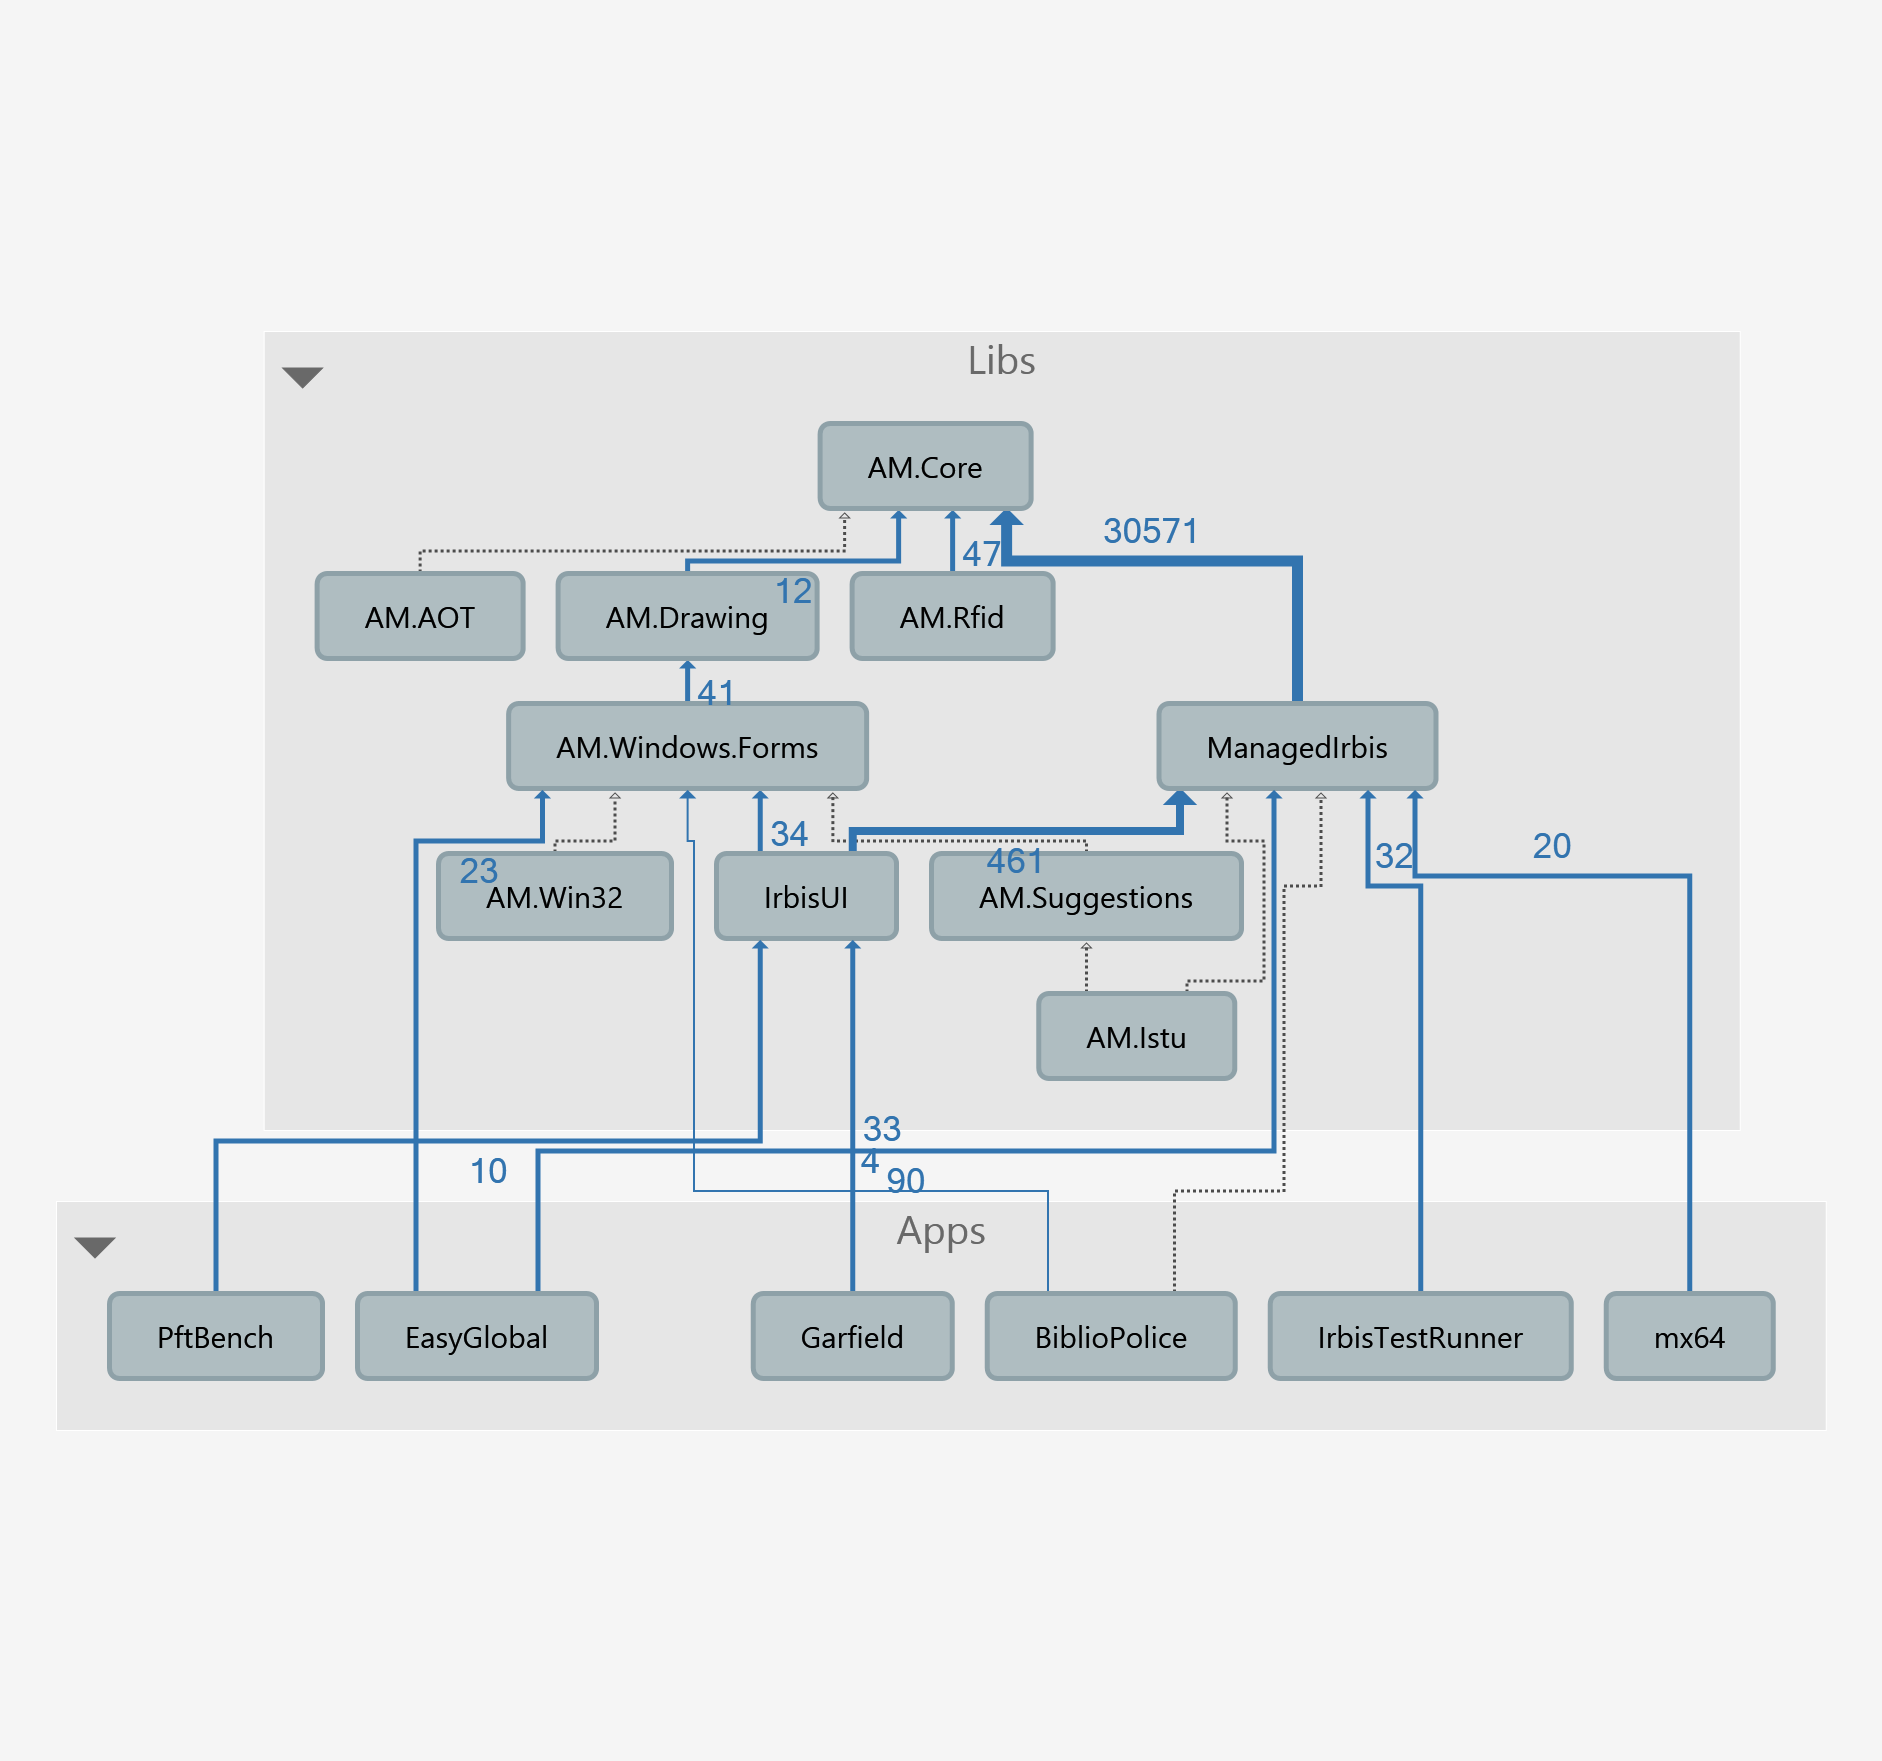 Libs
AM.Core
30571
47
12
AM.AOT
AM.Drawing
AM.Rfid
41
AM.Windows.Forms
ManagedIrbis
34
20
32
461
23
AM.Win32
IrbisUI
AM.Suggestions
AM.Istu
33
4
10
90
Apps
PftBench
EasyGlobal
Garfield
BiblioPolice
IrbisTestRunner
mx64